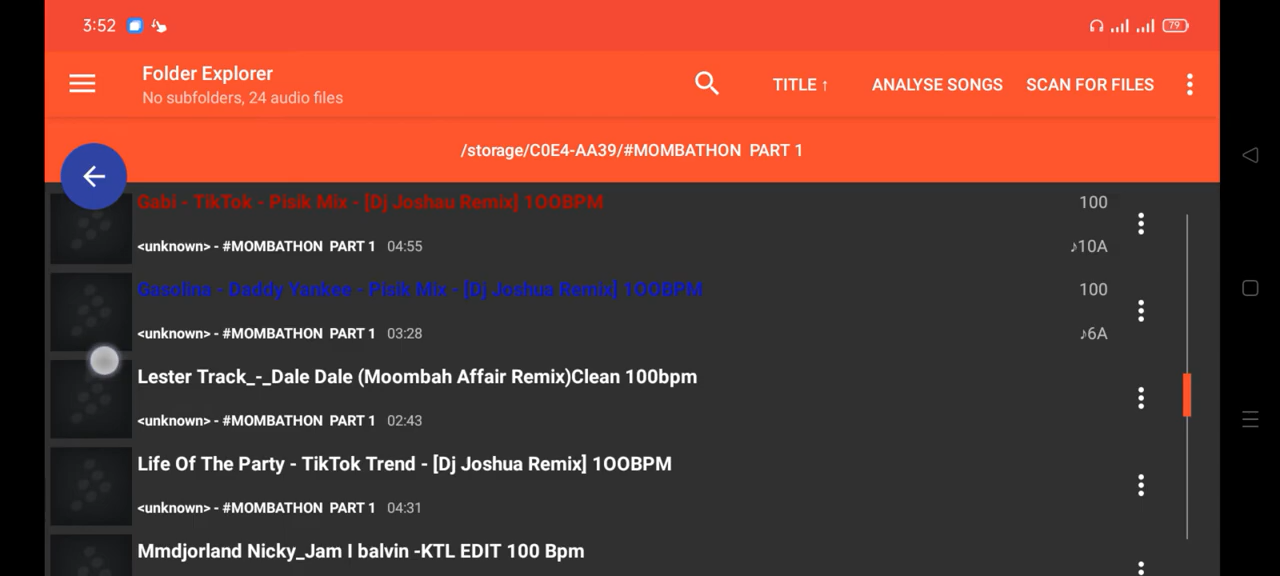 3:52
79
Folder Explorer
No subfolders, 24 audio files
TITLE ↑
ANALYSE SONGS
SCAN FOR FILES
/storage/C0E4-AA39/#MOMBATHON PART 1
Gabi - TikTok - Pisik Mix - [Dj Joshau Remix] 1OOBPM
100
<unknown> - #MOMBATHON PART 1 04:55
♪10A
Gasolina - Daddy Yankee - Pisik Mix - [Dj Joshua Remix] 1OOBPM
100
<unknown> - #MOMBATHON PART 1 03:28
♪6A
Lester Track_-_Dale Dale (Moombah Affair Remix)Clean 100bpm
<unknown> - #MOMBATHON PART 1 02:43
Life Of The Party - TikTok Trend - [Dj Joshua Remix] 1OOBPM
<unknown> - #MOMBATHON PART 1 04:31
Mmdjorland Nicky_Jam I balvin -KTL EDIT 100 Bpm